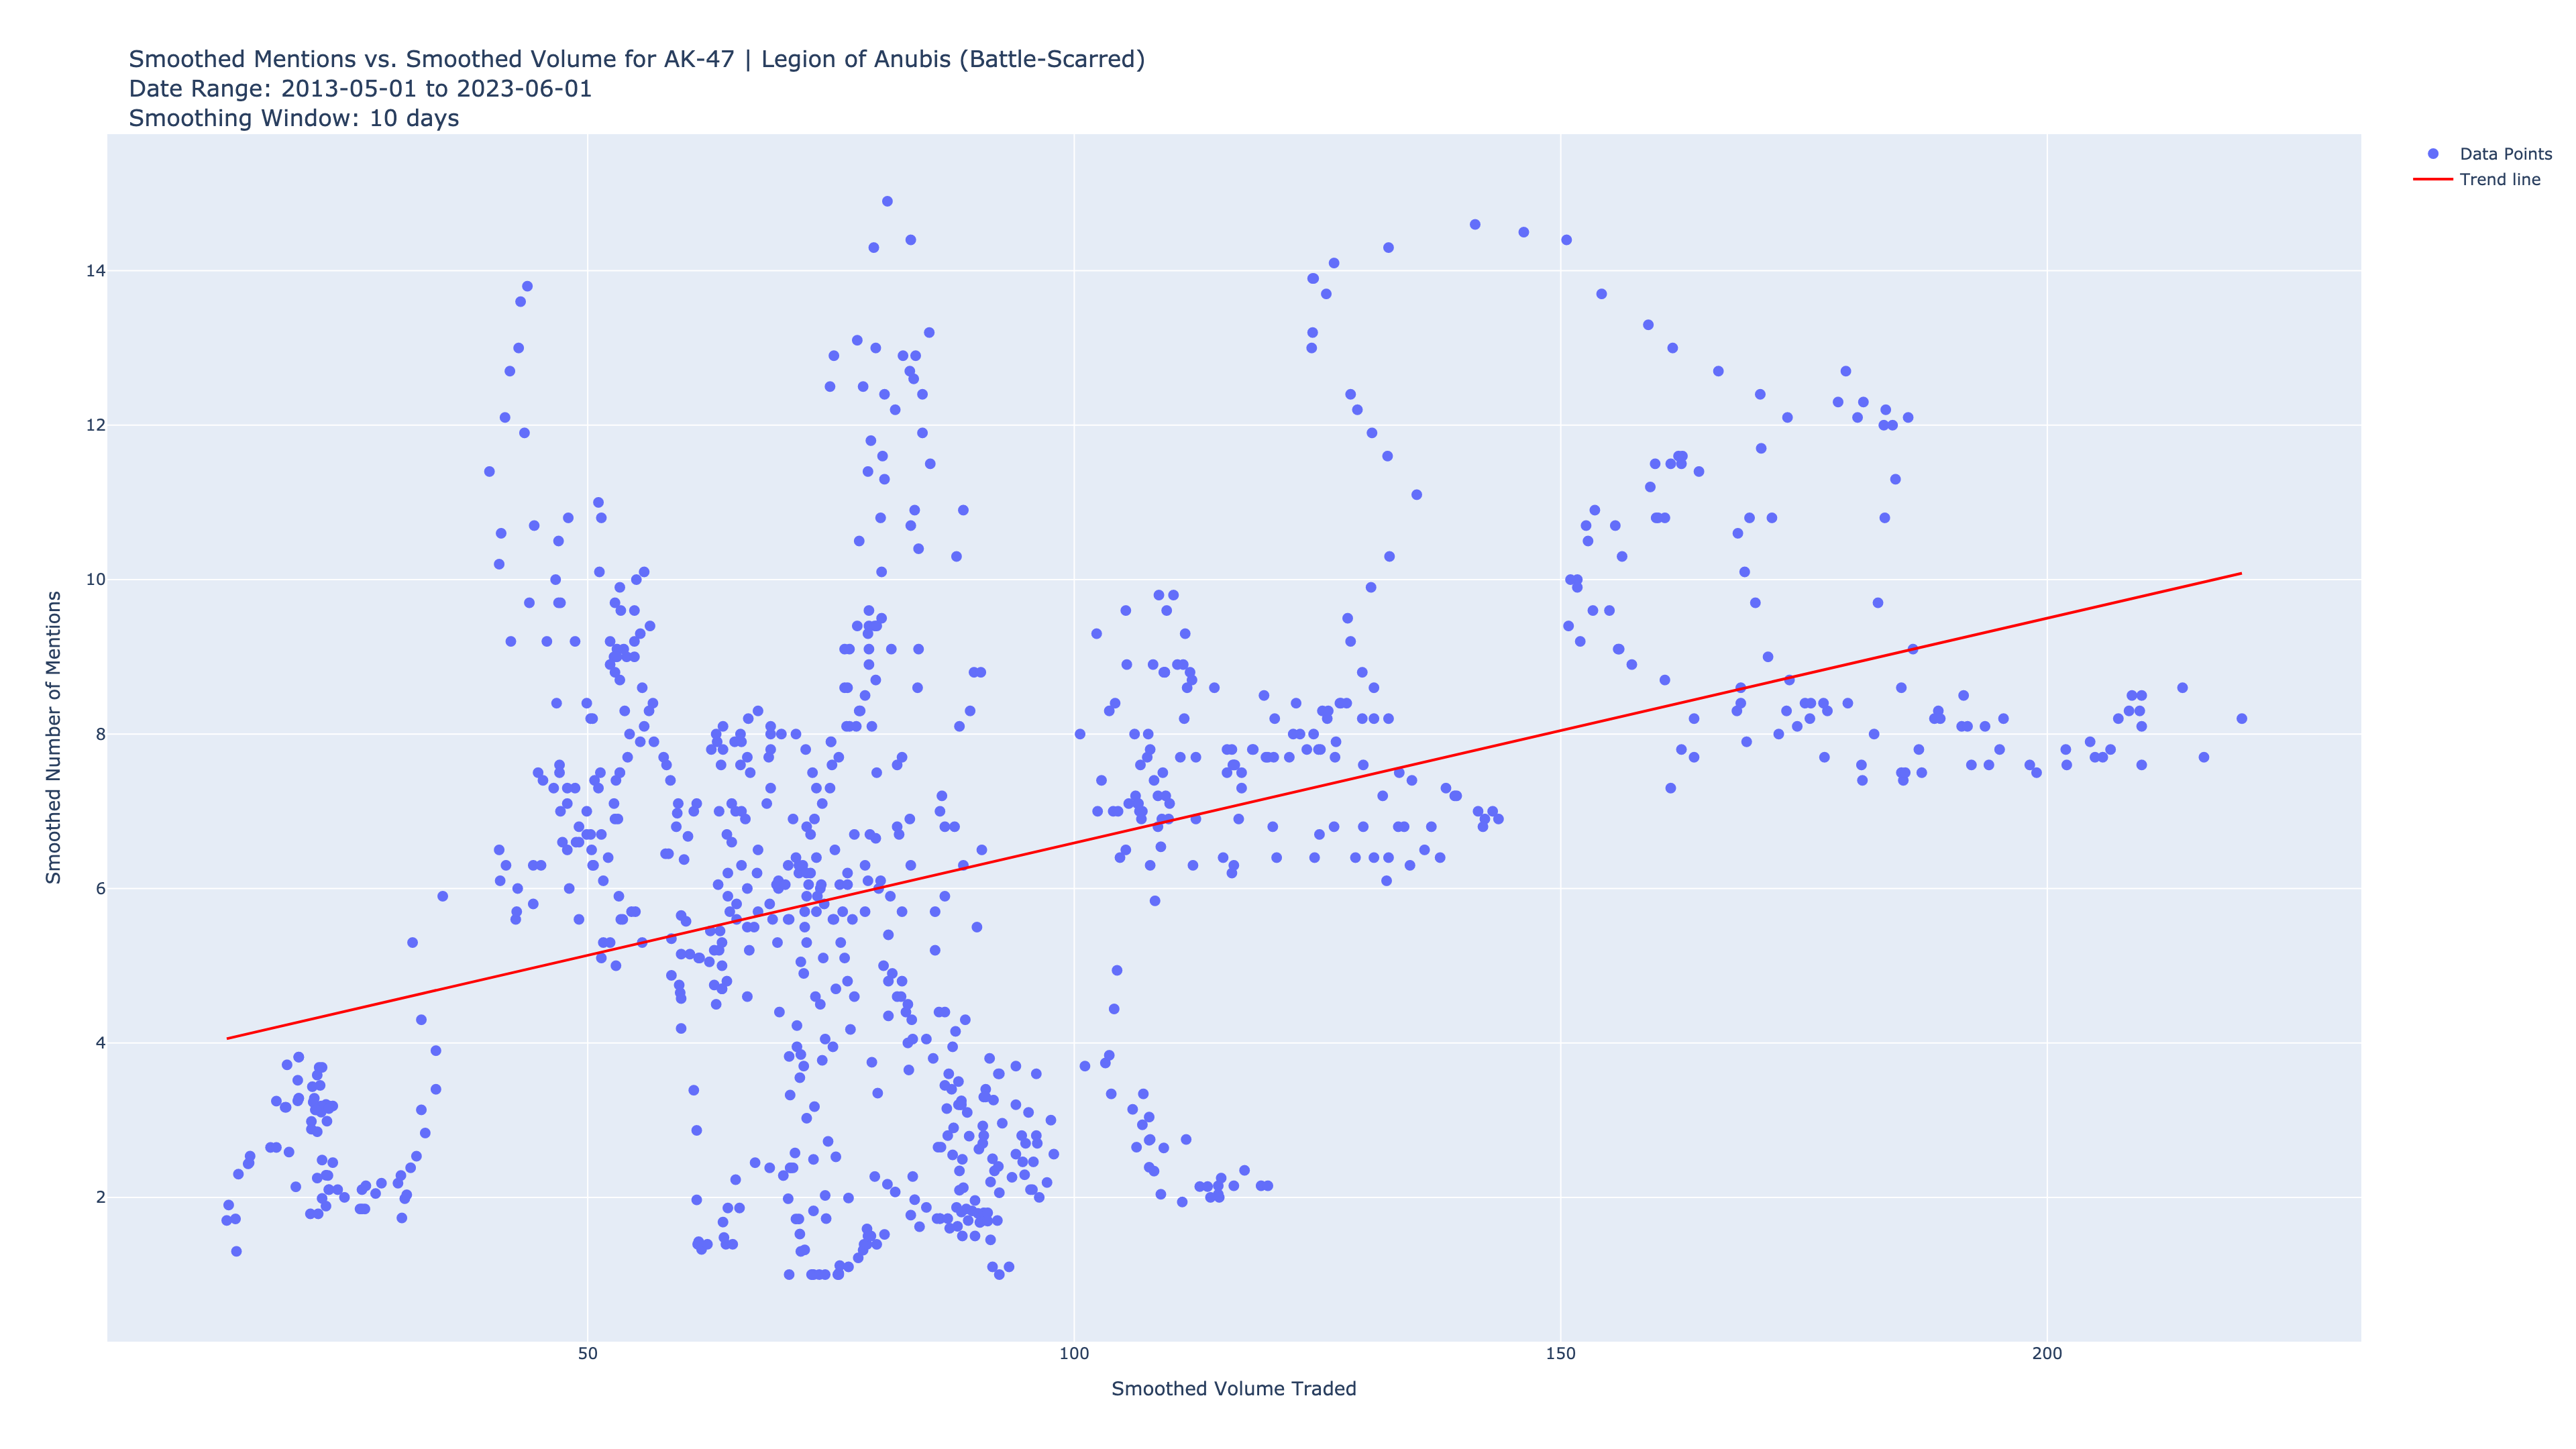 Smoothed Mentions vs. Smoothed Volume for AK-47 | Legion of Anubis (Battle-Scarred)
Date Range: 2013-05-01 to 2023-06-01
Smoothing Window: 10 days
Data Points
Trend line
14
12
10
8
6
4
2
Smoothed Number of Mentions
50
100
150
200
Smoothed Volume Traded